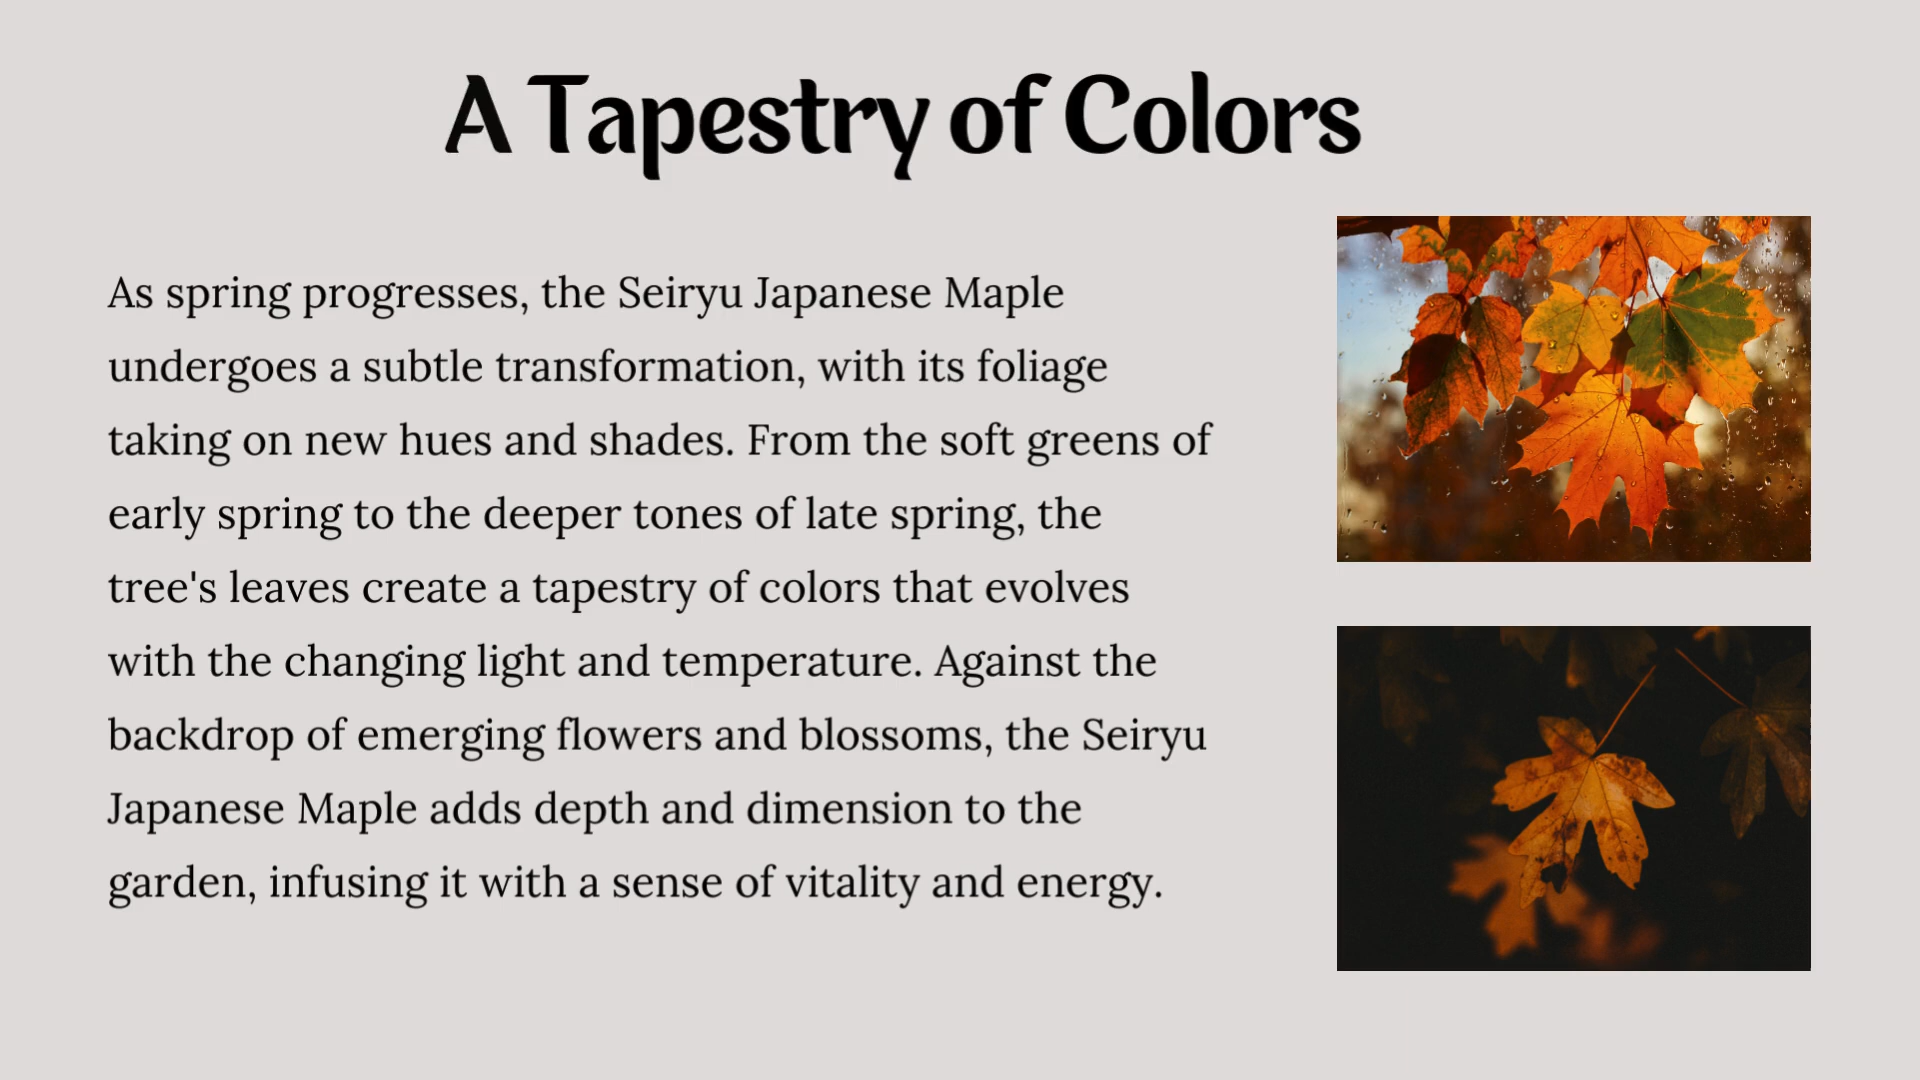 A Tapestry of Colors
As spring progresses, the Seiryu Japanese Maple
undergoes a subtle transformation, with its foliage
taking on new hues and shades. From the soft greens of
early spring to the deeper tones of late spring, the
tree's leaves create a tapestry of colors that evolves
with the changing light and temperature. Against the
backdrop of emerging flowers and blossoms, the Seiryu
Japanese Maple adds depth and dimension to the
garden, infusing it with a sense of vitality and energy.